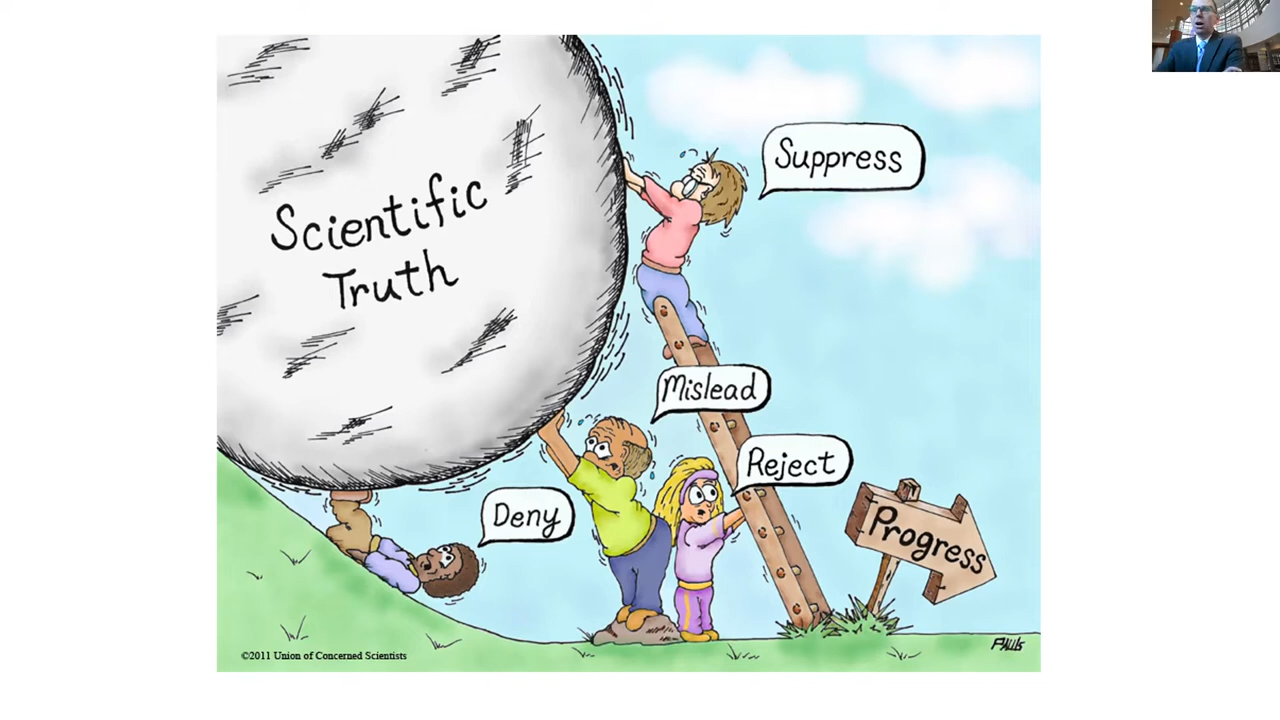 Scientific
Truth
Suppress
Mislead
Reject
Deny
Progress
©2011 Union of Concerned Scientists